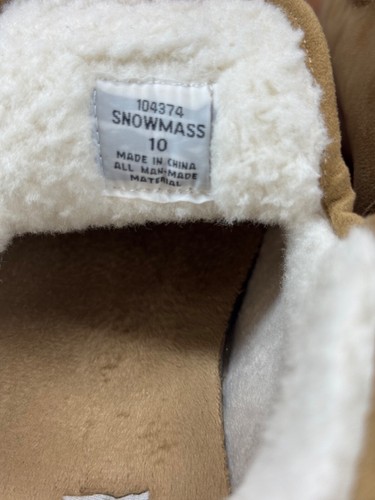 104374
SNOWMASS
10
MADE IN CHINA
ALL MAN-MADE
MATERIAL